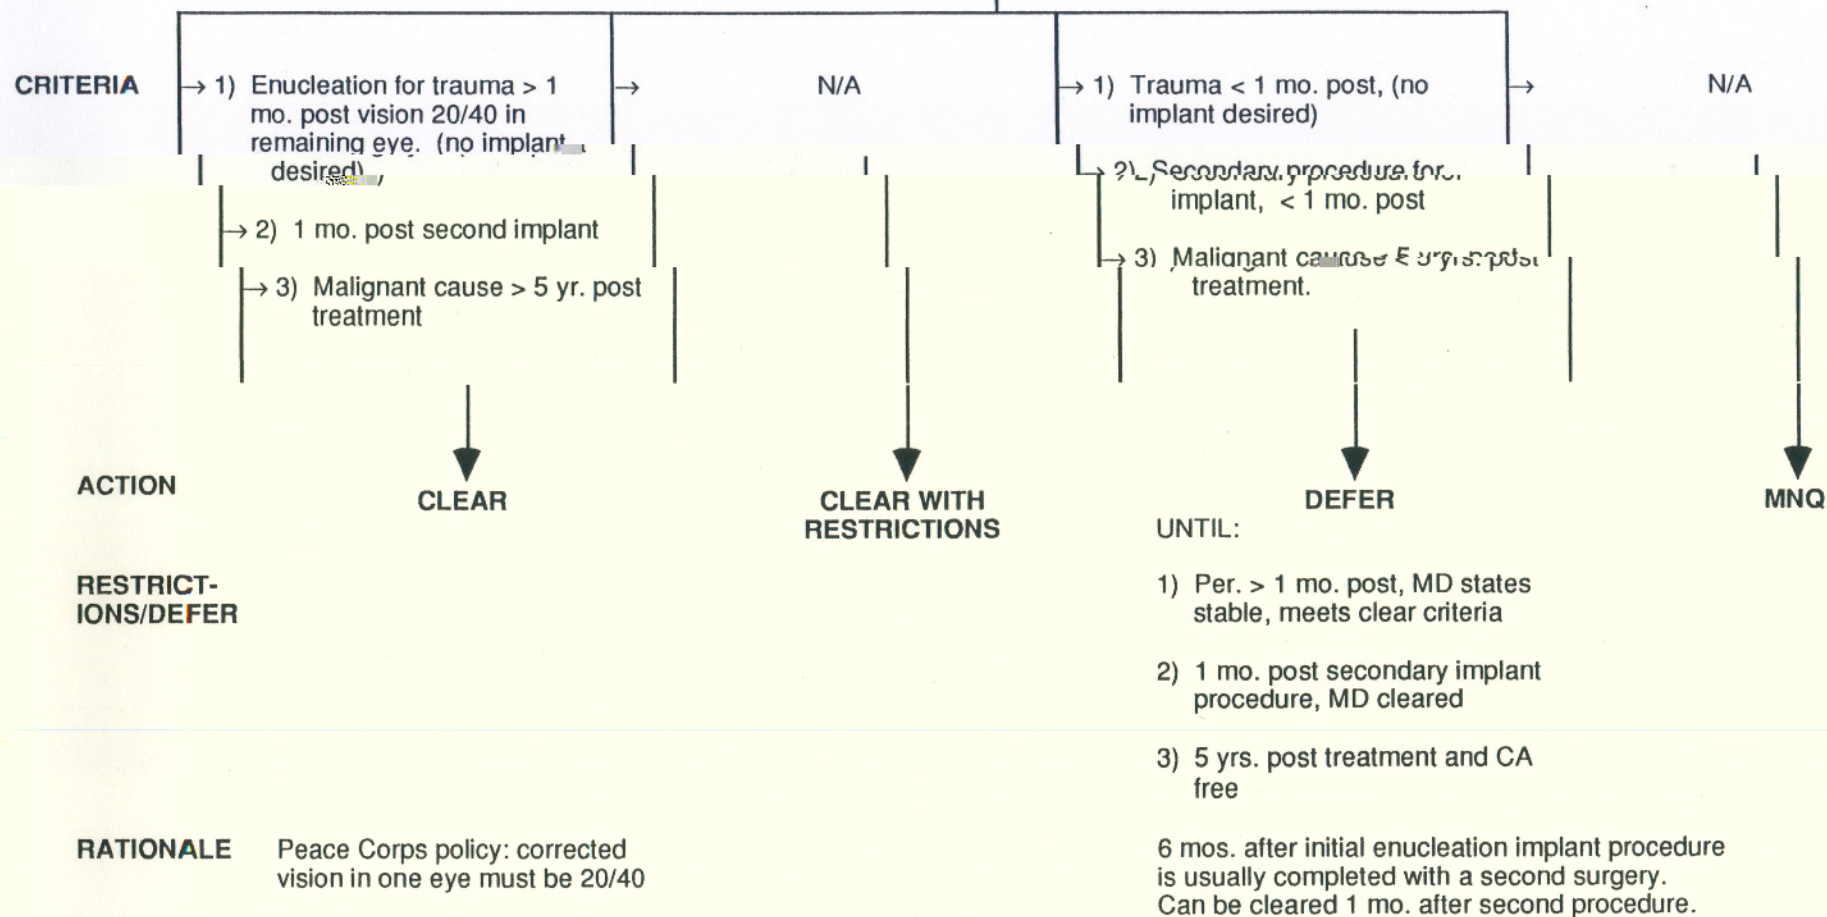 CRITERIA
→ 1) Enucleation for trauma > 1
mo. post vision 20/40 in
remaining eye. (no implant
desired)
→ 2) 1 mo. post second implant
→ 3) Malignant cause > 5 yr. post
treatment
→ N/A
→ 1) Trauma < 1 mo. post, (no
implant desired)
→ 2) Secondary procedure for
implant, < 1 mo. post
→ 3) Malignant
treatment.
→ N/A
ACTION
CLEAR
CLEAR WITH
RESTRICTIONS
DEFER
MNQ
RESTRICT-
IONS/DEFER
UNTIL:
1) Per. > 1 mo. post, MD states
stable, meets clear criteria
2) 1 mo. post secondary implant
procedure, MD cleared
3) 5 yrs. post treatment and CA
free
RATIONALE
Peace Corps policy: corrected
vision in one eye must be 20/40
6 mos. after initial enucleation implant procedure
is usually completed with a second surgery.
Can be cleared 1 mo. after second procedure.